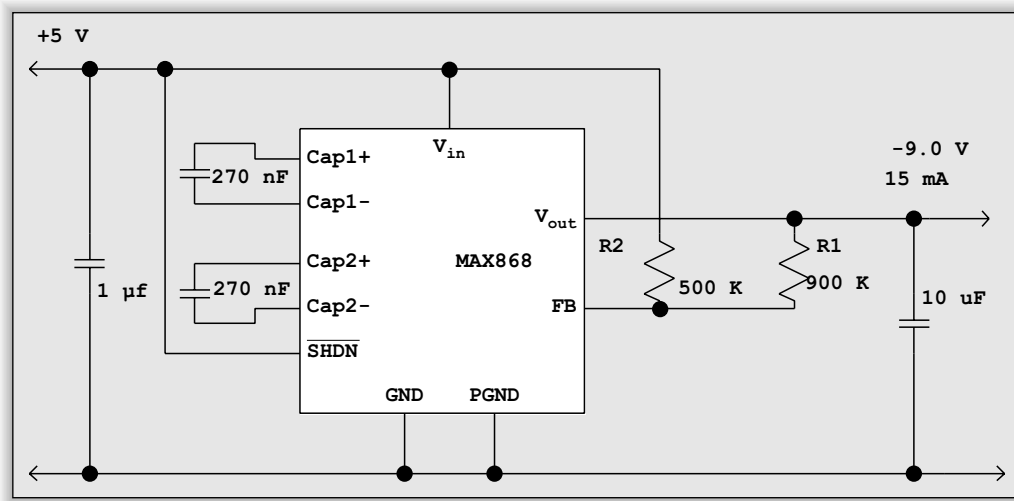 +5 V
Cap1+
V_in
-9.0 V
270 nF
15 mA
Cap1-
V_out
R2
R1
Cap2+
MAX868
1 µf
270 nF
500 K
900 K
Cap2-
FB
10 uF
SHDN
GND
PGND